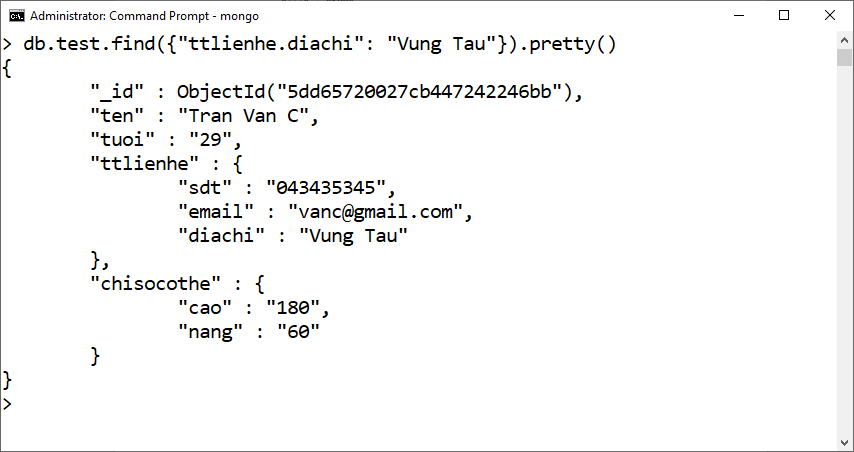 Administrator: Command Prompt - mongo
> db.test.find({"ttlienhe.diachi": "Vung Tau"}).pretty()
{
        "_id" : ObjectId("5dd65720027cb447242246bb"),
        "ten" : "Tran Van C",
        "tuoi" : "29",
        "ttlienhe" : {
                "sdt" : "043435345",
                "email" : "vanc@gmail.com",
                "diachi" : "Vung Tau"
        },
        "chisocothe" : {
                "cao" : "180",
                "nang" : "60"
        }
}
>